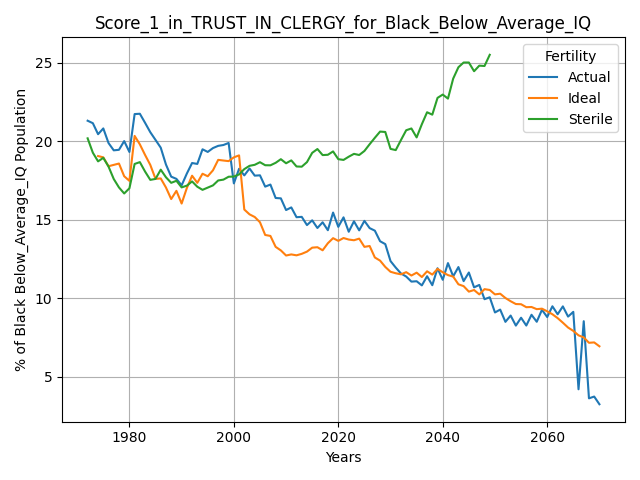 Score_1_in_TRUST_IN_CLERGY_for_Black_Below_Average_IQ
% of Black Below_Average_IQ Population
25
20
15
10
5
Fertility
Actual
Ideal
Sterile
1980
2000
2020
2040
2060
Years